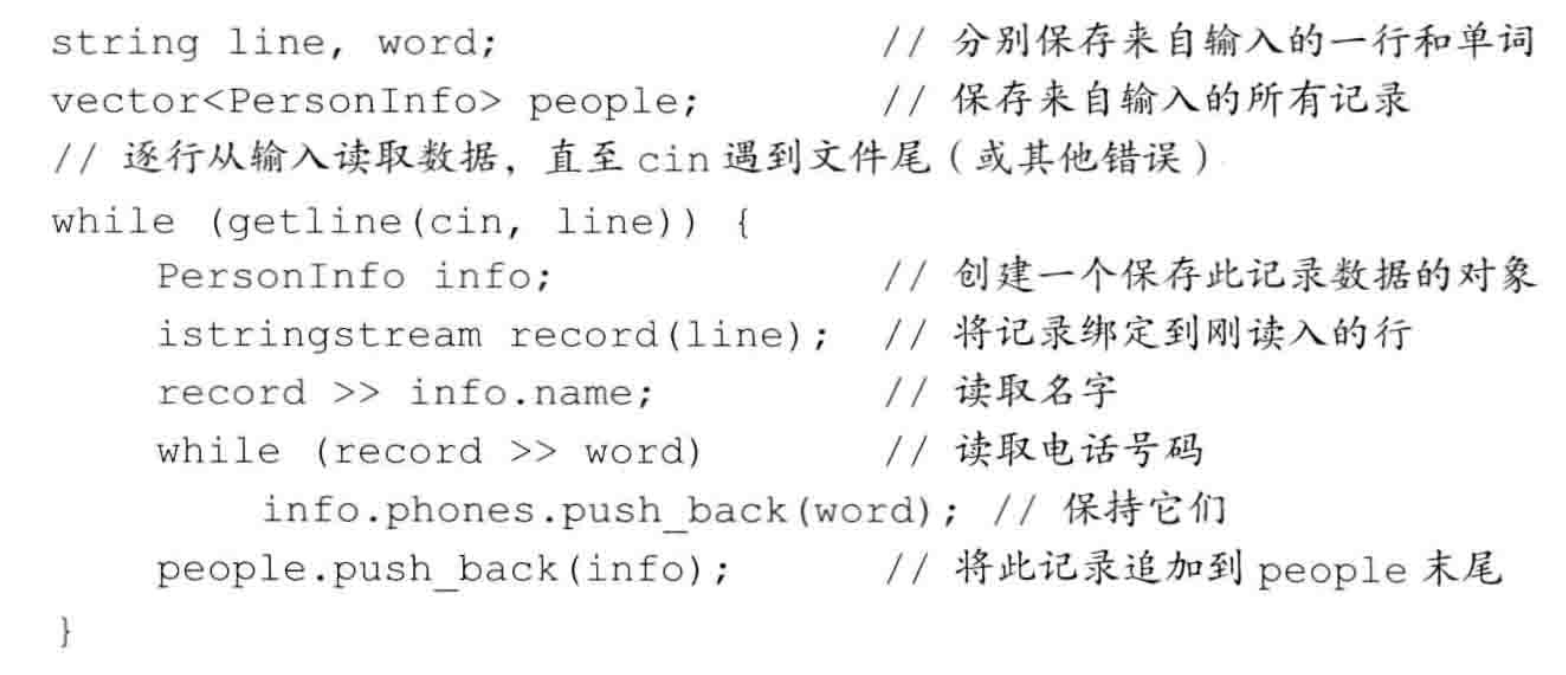 string line, word; // 分别保存来自输入的一行和单词
vector<PersonInfo> people; // 保存来自输入的所有记录
// 逐行从输入读取数据，直至 cin 遇到文件尾（或其他错误）
while (getline(cin, line)) {
PersonInfo info; // 创建一个保存此记录数据的对象
istringstream record(line); // 将记录绑定到刚读入的行
record >> info.name; // 读取名字
while (record >> word) // 读取电话号码
info.phones.push_back(word); // 保持它们
people.push_back(info); // 将此记录追加到 people 末尾
}